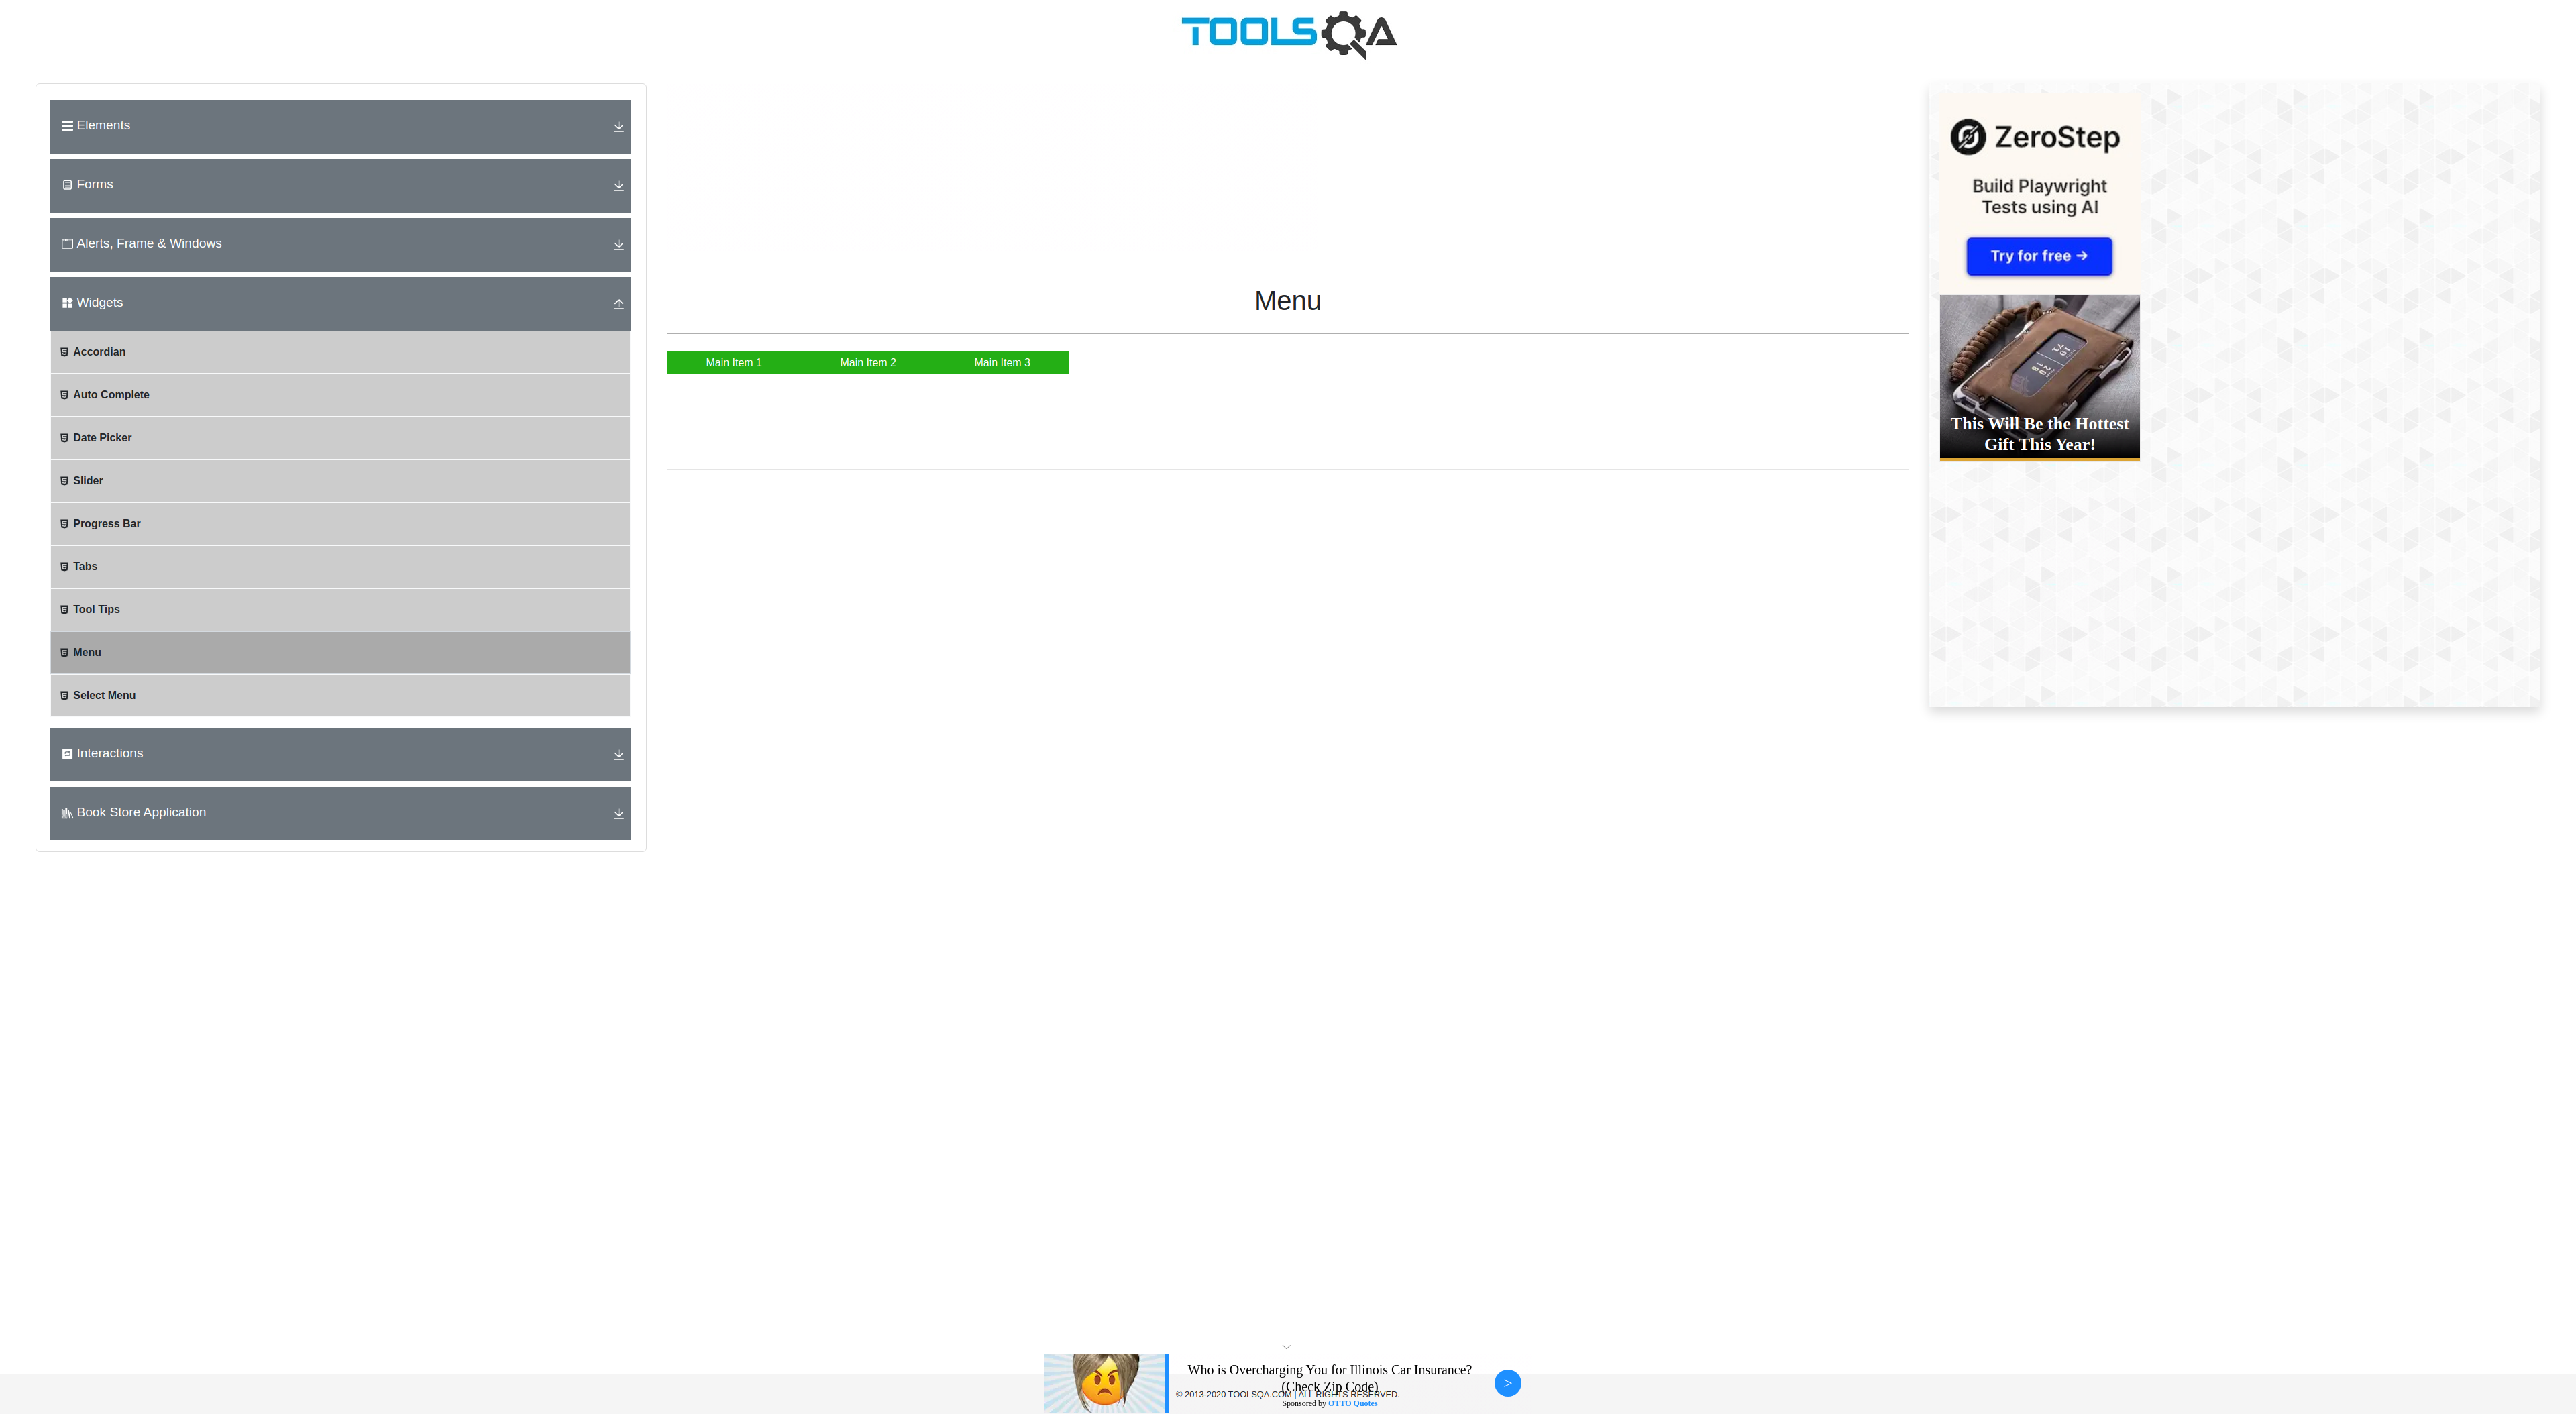 TOOLSQA
Elements
Forms
Alerts, Frame & Windows
Widgets
Accordian
Auto Complete
Date Picker
Slider
Progress Bar
Tabs
Tool Tips
Menu
Select Menu
Interactions
Book Store Application
Menu
Main Item 1
Main Item 2
Main Item 3
ZeroStep
Build Playwright
Tests using AI
Try for free →
This Will Be the Hottest
Gift This Year!
Who is Overcharging You for Illinois Car Insurance?
(Check Zip Code)
© 2013-2020 TOOLSQA.COM | ALL RIGHTS RESERVED.
Sponsored by OTTO Quotes
>